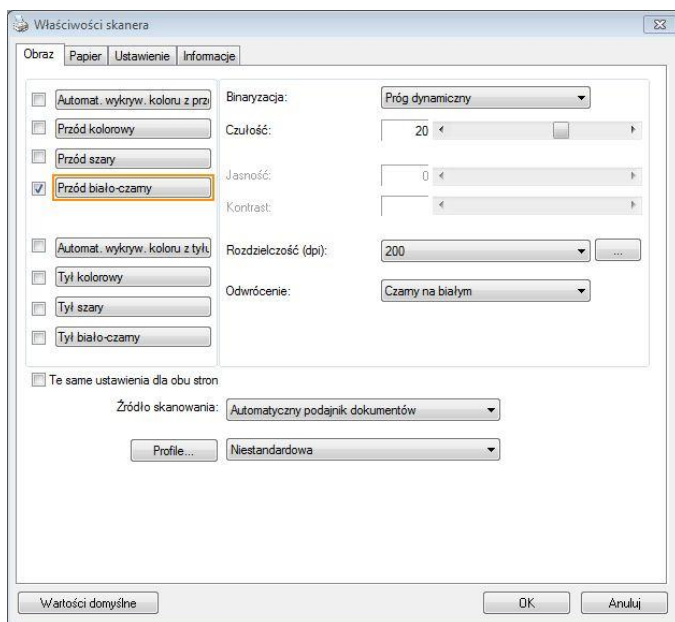 Właściwości skanera
Obraz Papier Ustawienie Informacje
Automat. wykryw. koloru z prz
Przód kolorowy
Przód szary
Przód biało-czarny
Automat. wykryw. koloru z tyłu
Tył kolorowy
Tył szary
Tył biało-czarny
Binaryzacja: Próg dynamiczny
Czułość: 20
Jasność: 0
Kontrast:
Rozdzielczość (dpi): 200 ...
Odwrócenie: Czarny na białym
Te same ustawienia dla obu stron
Źródło skanowania: Automatyczny podajnik dokumentów
Profile... Niestandardowa
Wartości domyślne OK Anuluj